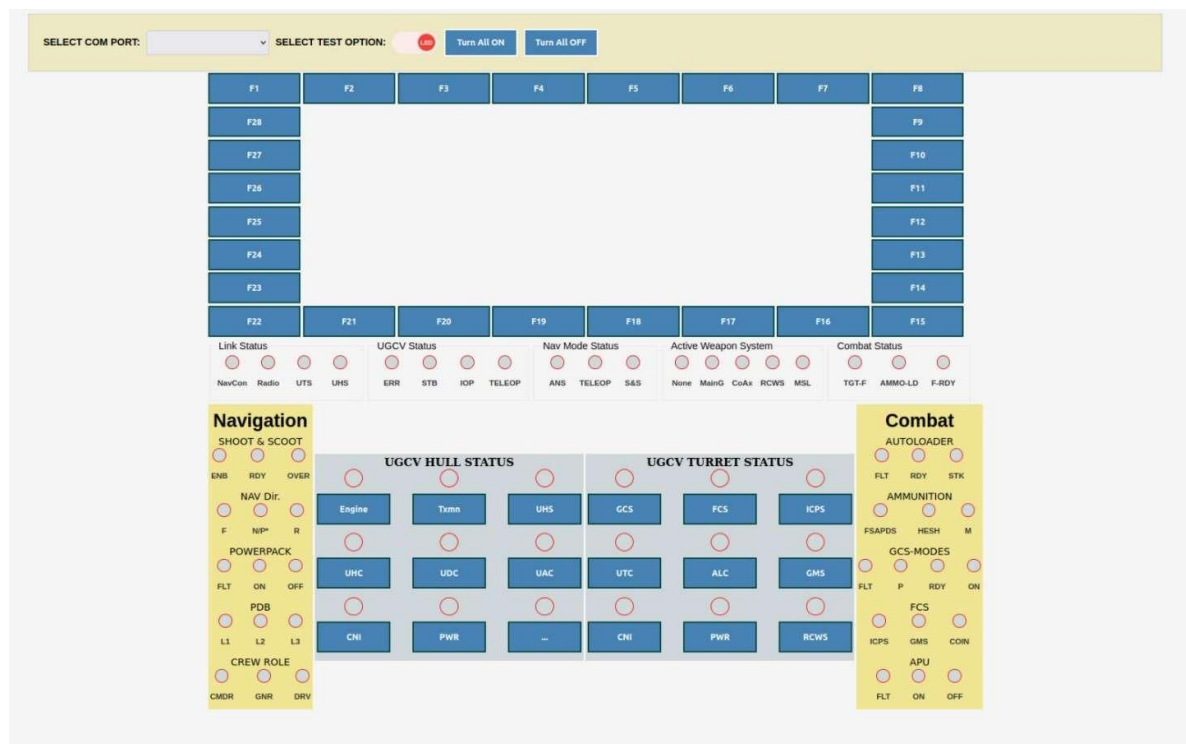 SELECT COM PORT: SELECT TEST OPTION: LED Turn All ON Turn All OFF
F1 F2 F3 F4 F5 F6 F7 F8
F28 F9
F27 F10
F26 F11
F25 F12
F24 F13
F23 F14
F22 F21 F20 F19 F18 F17 F16 F15
Link Status UGCV Status Nav Mode Status Active Weapon System Combat Status
NavCon Radio UTS UHS ERR STB IOP TELEOP ANS TELEOP S&S None MainG CoAx RCWS MSL TGT-F AMMO-LD F-RDY
Navigation
SHOOT & SCOOT
ENB RDY OVER
NAV Dir.
F N/P* R
POWERPACK
FLT ON OFF
PDB
L1 L2 L3
CREW ROLE
CMDR GNR DRV
UGCV HULL STATUS
Engine Txmn UHS
UHC UDC UAC
CNI PWR ...
UGCV TURRET STATUS
GCS FCS ICPS
UTC ALC GMS
CNI PWR RCWS
Combat
AUTOLOADER
FLT RDY STK
AMMUNITION
FSAPDS HESH M
GCS-MODES
FLT P RDY ON
FCS
ICPS GMS COIN
APU
FLT ON OFF